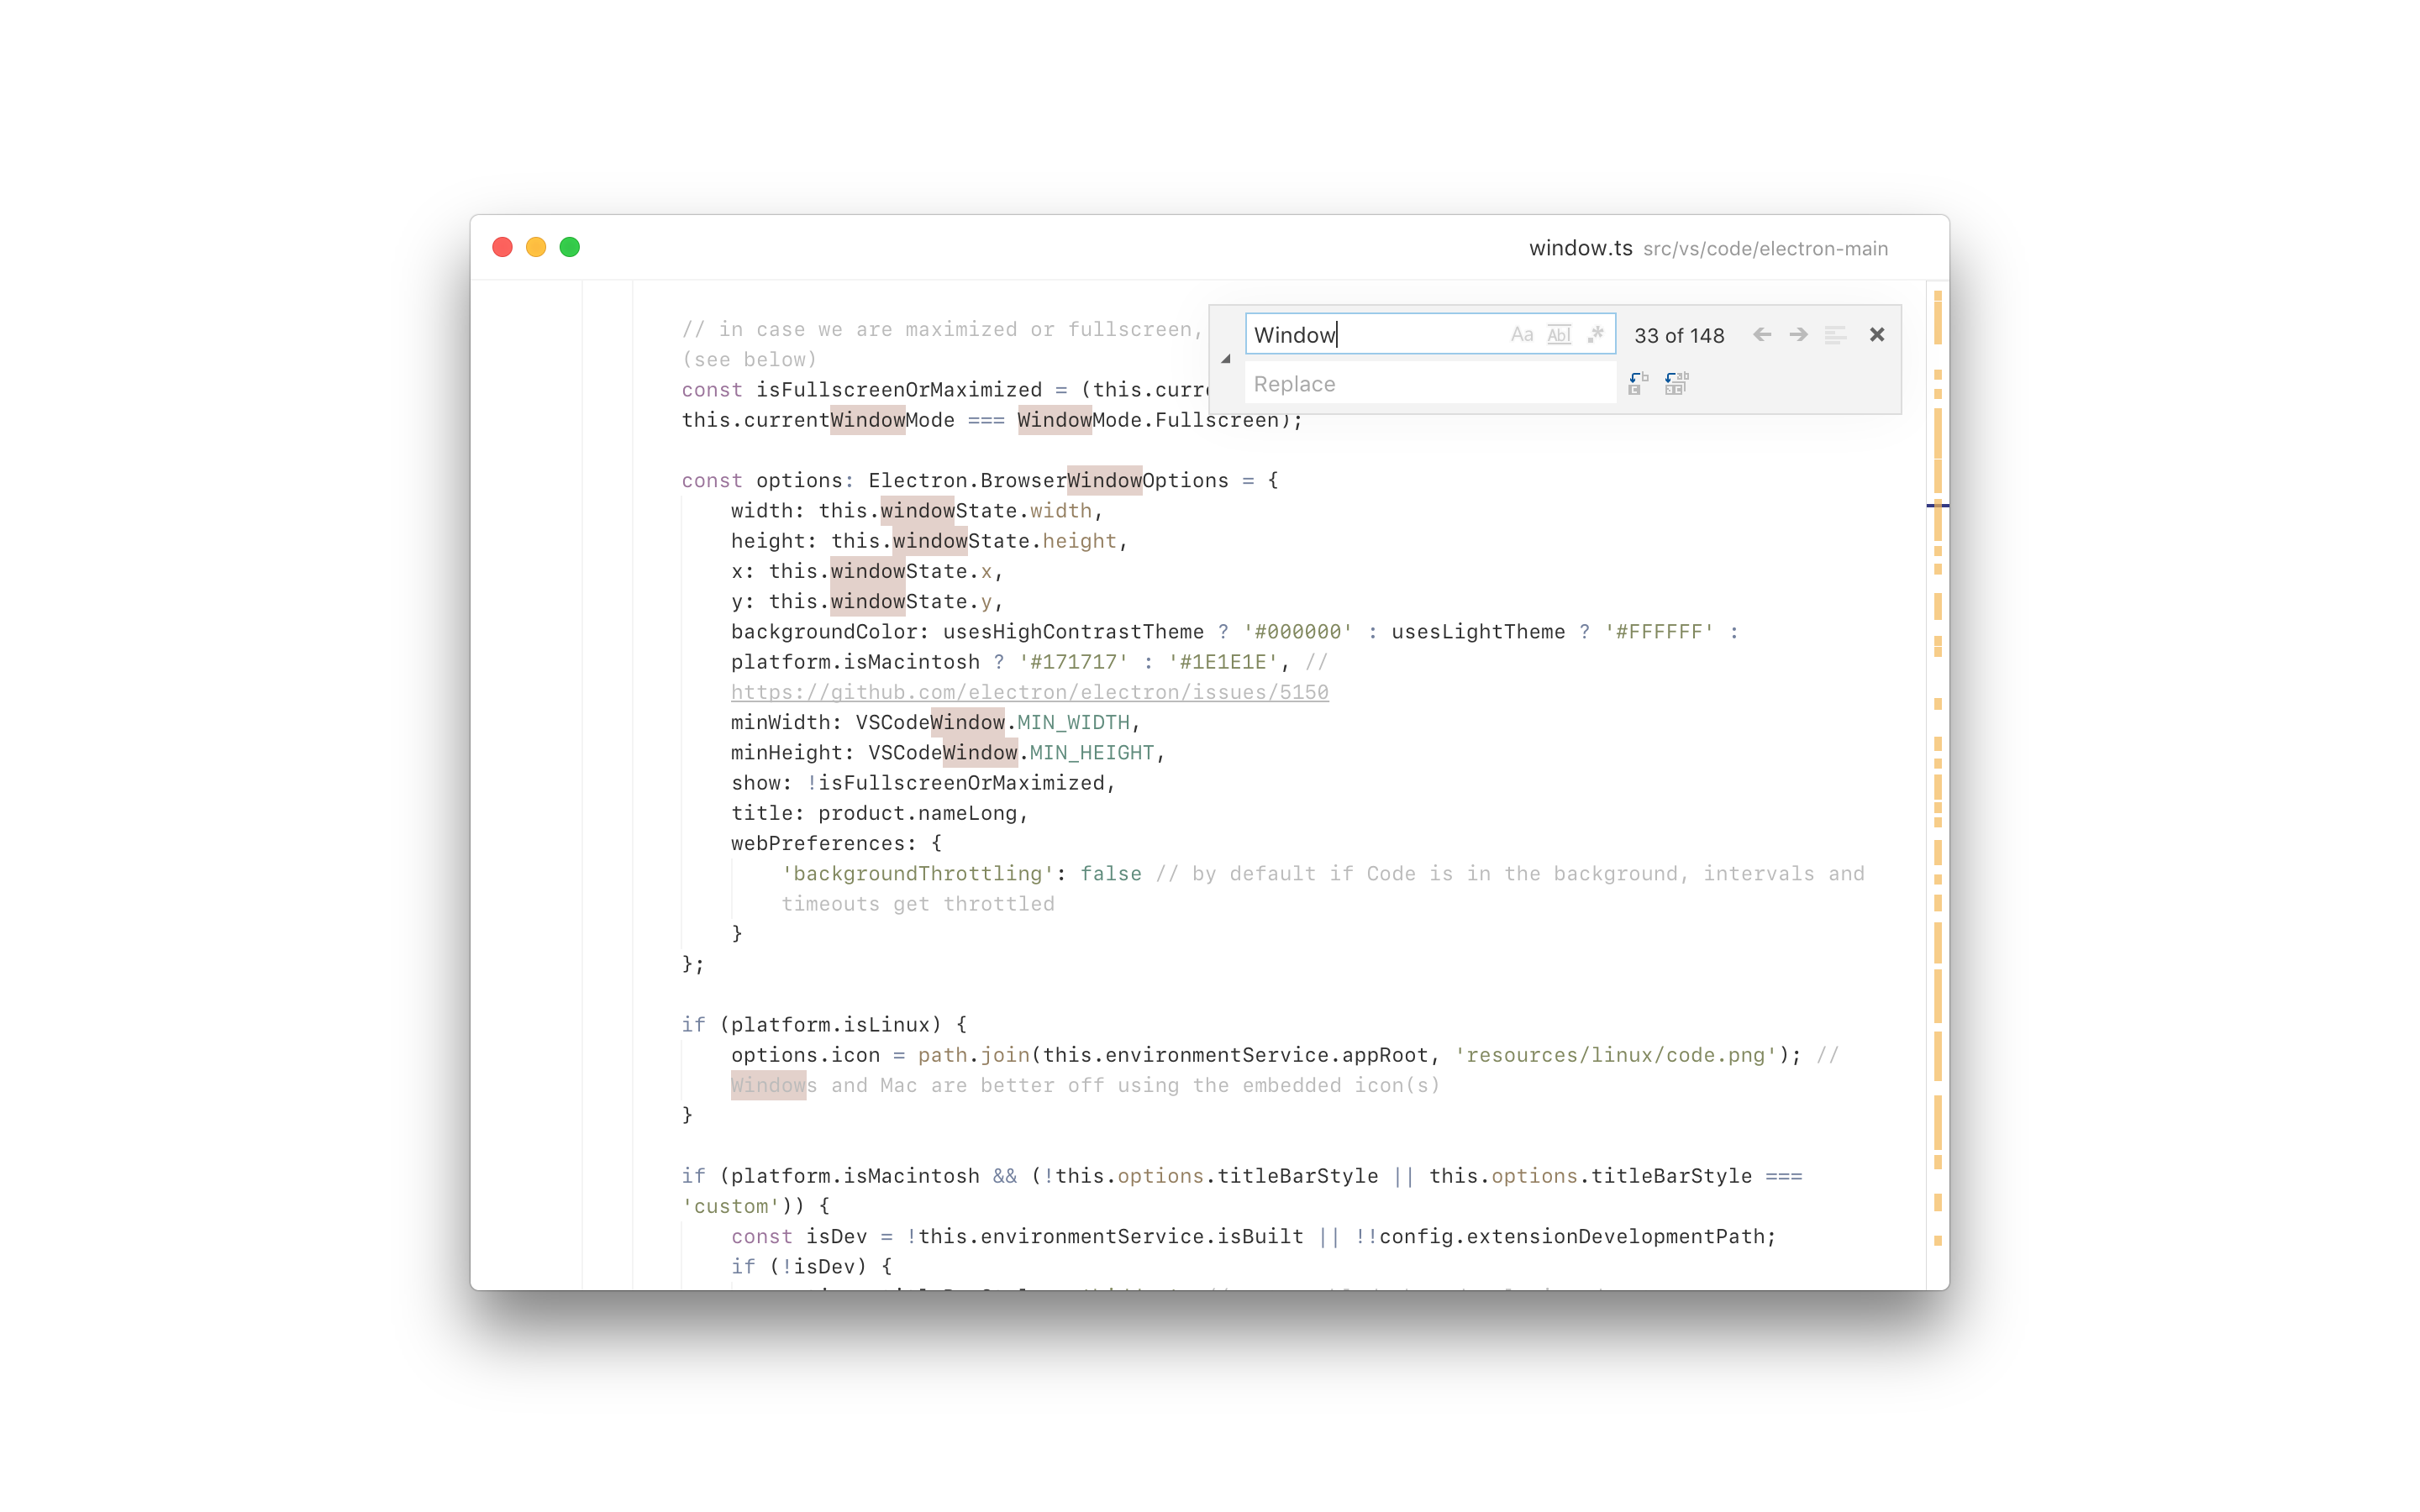 window.ts src/vs/code/electron-main
Window Aa Abl .* 33 of 148
Replace
// in case we are maximized or fullscreen,
(see below)
const isFullscreenOrMaximized = (this.curr
this.currentWindowMode === WindowMode.Fullscreen);
const options: Electron.BrowserWindowOptions = {
width: this.windowState.width,
height: this.windowState.height,
x: this.windowState.x,
y: this.windowState.y,
backgroundColor: usesHighContrastTheme ? '#000000' : usesLightTheme ? '#FFFFFF' :
platform.isMacintosh ? '#171717' : '#1E1E1E', //
https://github.com/electron/electron/issues/5150
minWidth: VSCodeWindow.MIN_WIDTH,
minHeight: VSCodeWindow.MIN_HEIGHT,
show: !isFullscreenOrMaximized,
title: product.nameLong,
webPreferences: {
'backgroundThrottling': false // by default if Code is in the background, intervals and
timeouts get throttled
}
};
if (platform.isLinux) {
options.icon = path.join(this.environmentService.appRoot, 'resources/linux/code.png'); //
Windows and Mac are better off using the embedded icon(s)
}
if (platform.isMacintosh && (!this.options.titleBarStyle || this.options.titleBarStyle ===
'custom')) {
const isDev = !this.environmentService.isBuilt || !!config.extensionDevelopmentPath;
if (!isDev) {